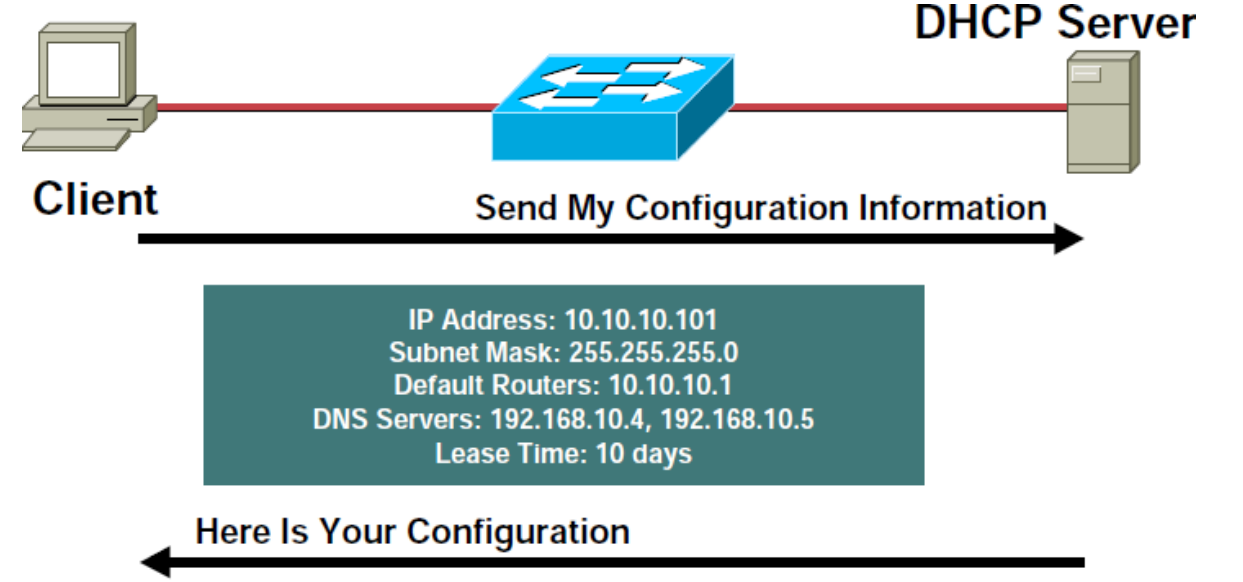 DHCP Server
Client
Send My Configuration Information
IP Address: 10.10.10.101
Subnet Mask: 255.255.255.0
Default Routers: 10.10.10.1
DNS Servers: 192.168.10.4, 192.168.10.5
Lease Time: 10 days
Here Is Your Configuration